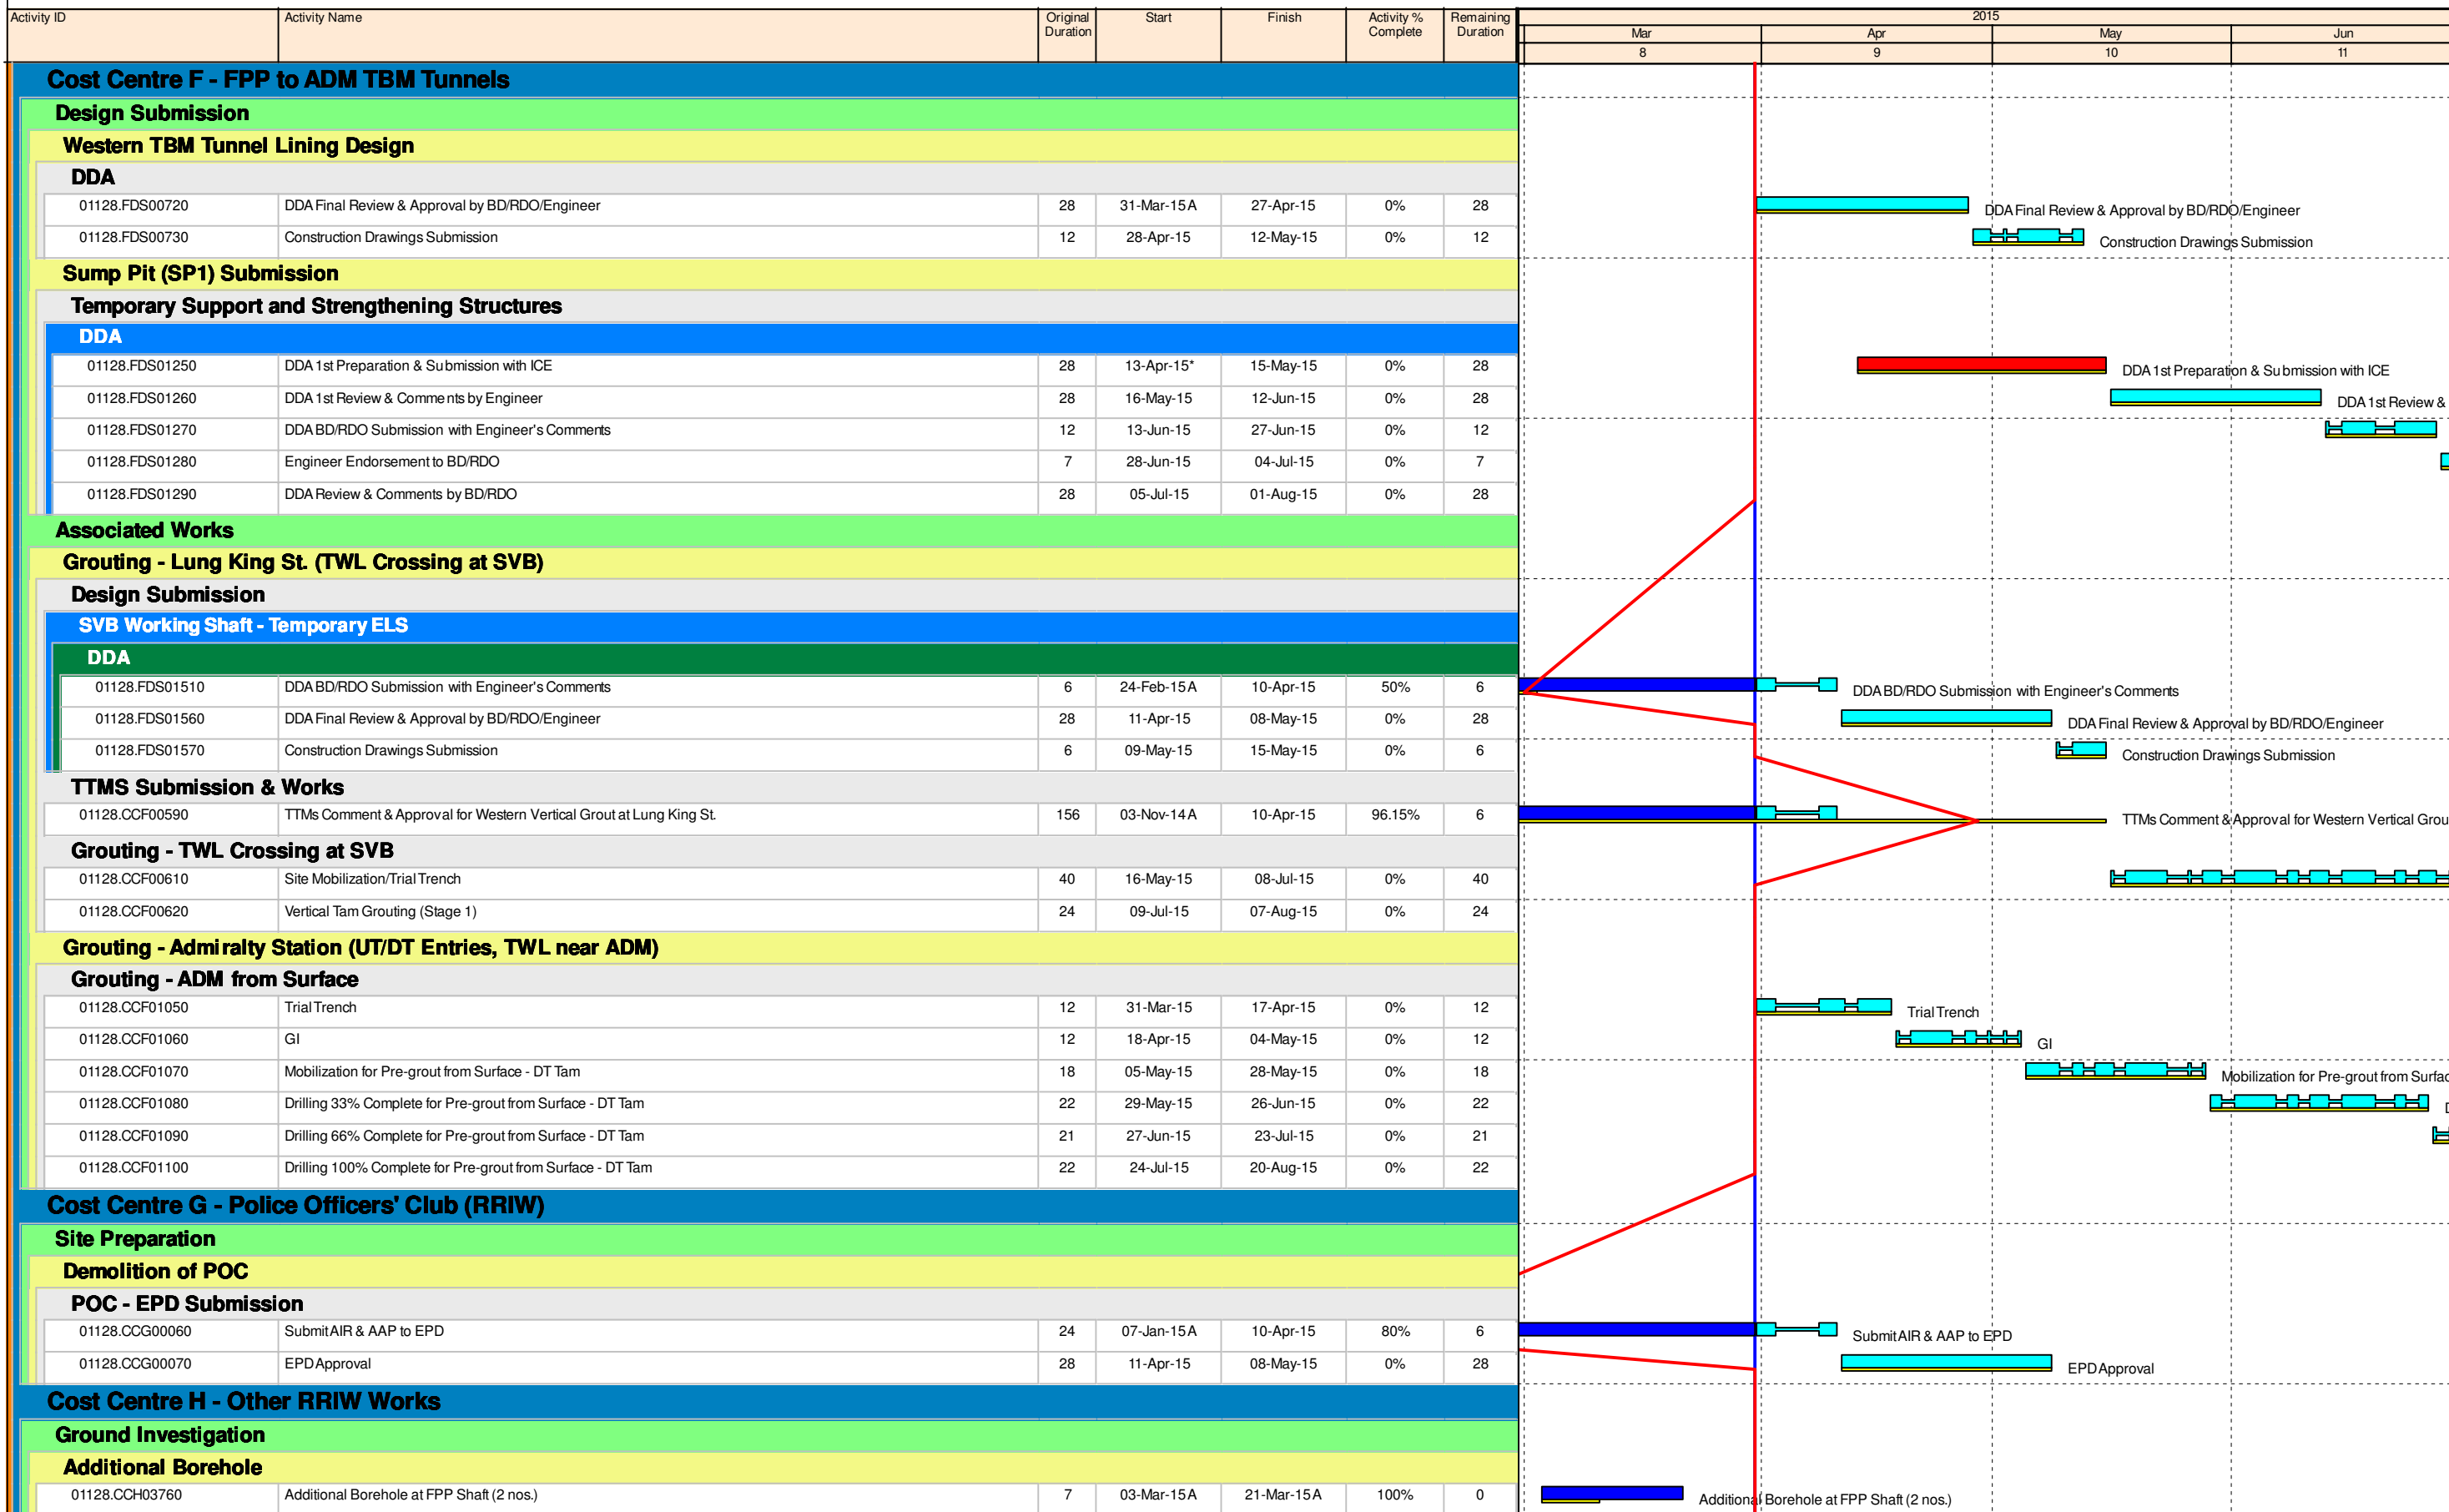 Activity ID Activity Name Original Duration Start Finish Activity % Complete Remaining Duration 2015
Mar Apr May Jun
8 9 10 11
Cost Centre F - FPP to ADM TBM Tunnels
Design Submission
Western TBM Tunnel Lining Design
DDA
01128.FDS00720 DDA Final Review & Approval by BD/RDO/Engineer 28 31-Mar-15 A 27-Apr-15 0% 28 DDA Final Review & Approval by BD/RDO/Engineer
01128.FDS00730 Construction Drawings Submission 12 28-Apr-15 12-May-15 0% 12 Construction Drawings Submission
Sump Pit (SP1) Submission
Temporary Support and Strengthening Structures
DDA
01128.FDS01250 DDA 1st Preparation & Submission with ICE 28 13-Apr-15* 15-May-15 0% 28 DDA 1st Preparation & Submission with ICE
01128.FDS01260 DDA 1st Review & Comments by Engineer 28 16-May-15 12-Jun-15 0% 28 DDA 1st Review &
01128.FDS01270 DDA BD/RDO Submission with Engineer's Comments 12 13-Jun-15 27-Jun-15 0% 12
01128.FDS01280 Engineer Endorsement to BD/RDO 7 28-Jun-15 04-Jul-15 0% 7
01128.FDS01290 DDA Review & Comments by BD/RDO 28 05-Jul-15 01-Aug-15 0% 28
Associated Works
Grouting - Lung King St. (TWL Crossing at SVB)
Design Submission
SVB Working Shaft - Temporary ELS
DDA
01128.FDS01510 DDA BD/RDO Submission with Engineer's Comments 6 24-Feb-15 A 10-Apr-15 50% 6 DDA BD/RDO Submission with Engineer's Comments
01128.FDS01560 DDA Final Review & Approval by BD/RDO/Engineer 28 11-Apr-15 08-May-15 0% 28 DDA Final Review & Approval by BD/RDO/Engineer
01128.FDS01570 Construction Drawings Submission 6 09-May-15 15-May-15 0% 6 Construction Drawings Submission
TTMS Submission & Works
01128.CCF00590 TTMs Comment & Approval for Western Vertical Grout at Lung King St. 156 03-Nov-14 A 10-Apr-15 96.15% 6 TTMs Comment & Approval for Western Vertical Grou
Grouting - TWL Crossing at SVB
01128.CCF00610 Site Mobilization/Trial Trench 40 16-May-15 08-Jul-15 0% 40
01128.CCF00620 Vertical Tam Grouting (Stage 1) 24 09-Jul-15 07-Aug-15 0% 24
Grouting - Admiralty Station (UT/DT Entries, TWL near ADM)
Grouting - ADM from Surface
01128.CCF01050 Trial Trench 12 31-Mar-15 17-Apr-15 0% 12 Trial Trench
01128.CCF01060 GI 12 18-Apr-15 04-May-15 0% 12 GI
01128.CCF01070 Mobilization for Pre-grout from Surface - DT Tam 18 05-May-15 28-May-15 0% 18 Mobilization for Pre-grout from Surfac
01128.CCF01080 Drilling 33% Complete for Pre-grout from Surface - DT Tam 22 29-May-15 26-Jun-15 0% 22
01128.CCF01090 Drilling 66% Complete for Pre-grout from Surface - DT Tam 21 27-Jun-15 23-Jul-15 0% 21
01128.CCF01100 Drilling 100% Complete for Pre-grout from Surface - DT Tam 22 24-Jul-15 20-Aug-15 0% 22
Cost Centre G - Police Officers' Club (RRIW)
Site Preparation
Demolition of POC
POC - EPD Submission
01128.CCG00060 Submit AIR & AAP to EPD 24 07-Jan-15 A 10-Apr-15 80% 6 Submit AIR & AAP to EPD
01128.CCG00070 EPD Approval 28 11-Apr-15 08-May-15 0% 28 EPD Approval
Cost Centre H - Other RRIW Works
Ground Investigation
Additional Borehole
01128.CCH03760 Additional Borehole at FPP Shaft (2 nos.) 7 03-Mar-15 A 21-Mar-15 A 100% 0 Additional Borehole at FPP Shaft (2 nos.)